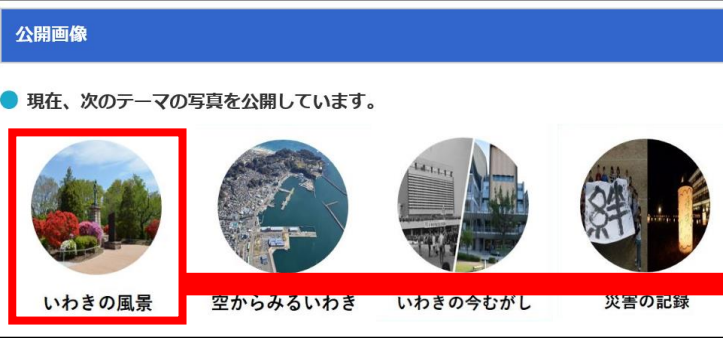 公開画像
現在、次のテーマの写真を公開しています。
絆
いわきの風景
空からみるいわき
いわきの今むがし
災害の記録